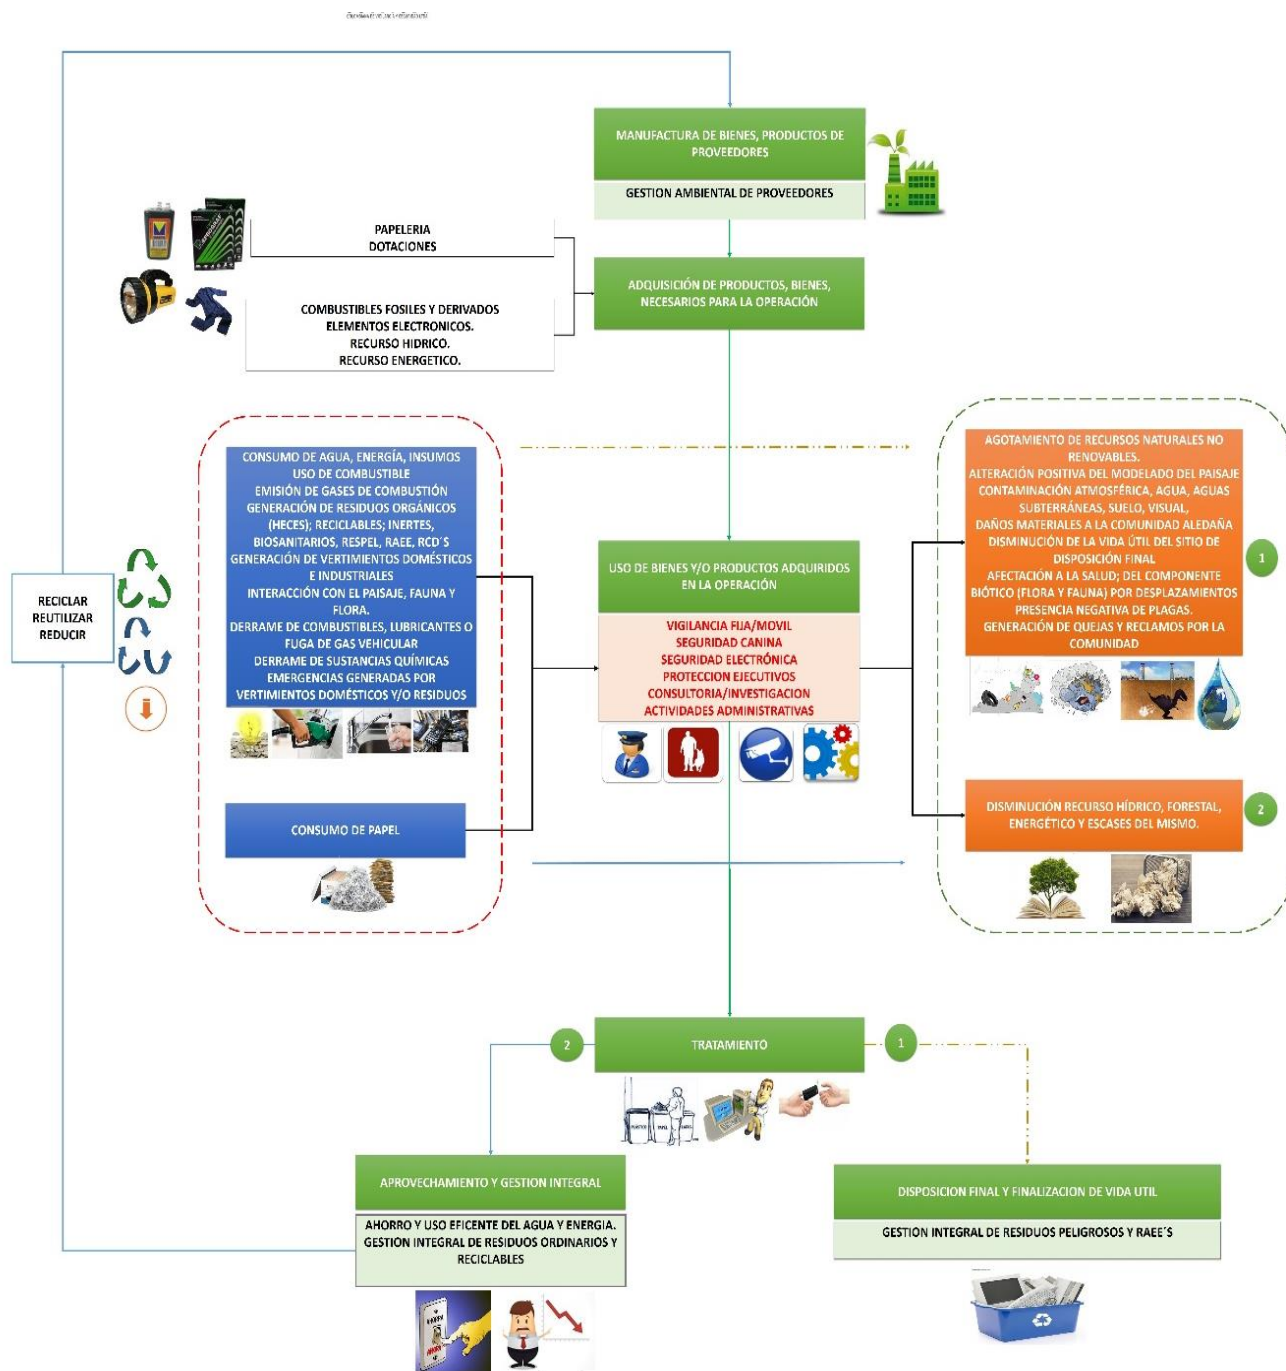 MANUFACTURA DE BIENES, PRODUCTOS DE
PROVEEDORES
GESTION AMBIENTAL DE PROVEEDORES
PAPELERIA
DOTACIONES
ADQUISICIÓN DE PRODUCTOS, BIENES,
NECESARIOS PARA LA OPERACIÓN
COMBUSTIBLES FOSILES Y DERIVADOS
ELEMENTOS ELECTRONICOS.
RECURSO HIDRICO.
RECURSO ENERGETICO.
RECICLAR
REUTILIZAR
REDUCIR
CONSUMO DE AGUA, ENERGÍA, INSUMOS
USO DE COMBUSTIBLE
EMISIÓN DE GASES DE COMBUSTIÓN
GENERACIÓN DE RESIDUOS ORGÁNICOS
(HECES); RECICLABLES; INERTES,
BIOSANITARIOS, RESPEL, RAEE, RCD´S
GENERACIÓN DE VERTIMIENTOS DOMÉSTICOS
E INDUSTRIALES
INTERACCIÓN CON EL PAISAJE, FAUNA Y
FLORA.
DERRAME DE COMBUSTIBLES, LUBRICANTES O
FUGA DE GAS VEHICULAR
DERRAME DE SUSTANCIAS QUÍMICAS
EMERGENCIAS GENERADAS POR
VERTIMIENTOS DOMÉSTICOS Y/O RESIDUOS
CONSUMO DE PAPEL
USO DE BIENES Y/O PRODUCTOS ADQUIRIDOS
EN LA OPERACIÓN
VIGILANCIA FIJA/MOVIL
SEGURIDAD CANINA
SEGURIDAD ELECTRÓNICA
PROTECCION EJECUTIVOS
CONSULTORIA/INVESTIGACION
ACTIVIDADES ADMINISTRATIVAS
AGOTAMIENTO DE RECURSOS NATURALES NO
RENOVABLES.
ALTERACIÓN POSITIVA DEL MODELADO DEL PAISAJE
CONTAMINACIÓN ATMOSFÉRICA, AGUA, AGUAS
SUBTERRÁNEAS, SUELO, VISUAL,
DAÑOS MATERIALES A LA COMUNIDAD ALEDAÑA
DISMINUCIÓN DE LA VIDA ÚTIL DEL SITIO DE
DISPOSICIÓN FINAL
AFECTACIÓN A LA SALUD; DEL COMPONENTE
BIÓTICO (FLORA Y FAUNA) POR DESPLAZAMIENTOS
PRESENCIA NEGATIVA DE PLAGAS.
GENERACIÓN DE QUEJAS Y RECLAMOS POR LA
COMUNIDAD
1
DISMINUCIÓN RECURSO HÍDRICO, FORESTAL,
ENERGÉTICO Y ESCASES DEL MISMO.
2
2
TRATAMIENTO
1
APROVECHAMIENTO Y GESTION INTEGRAL
AHORRO Y USO EFICENTE DEL AGUA Y ENERGIA.
GESTION INTEGRAL DE RESIDUOS ORDINARIOS Y
RECICLABLES
DISPOSICION FINAL Y FINALIZACION DE VIDA UTIL
GESTION INTEGRAL DE RESIDUOS PELIGROSOS Y RAEE´S
AHORRA
AHORA